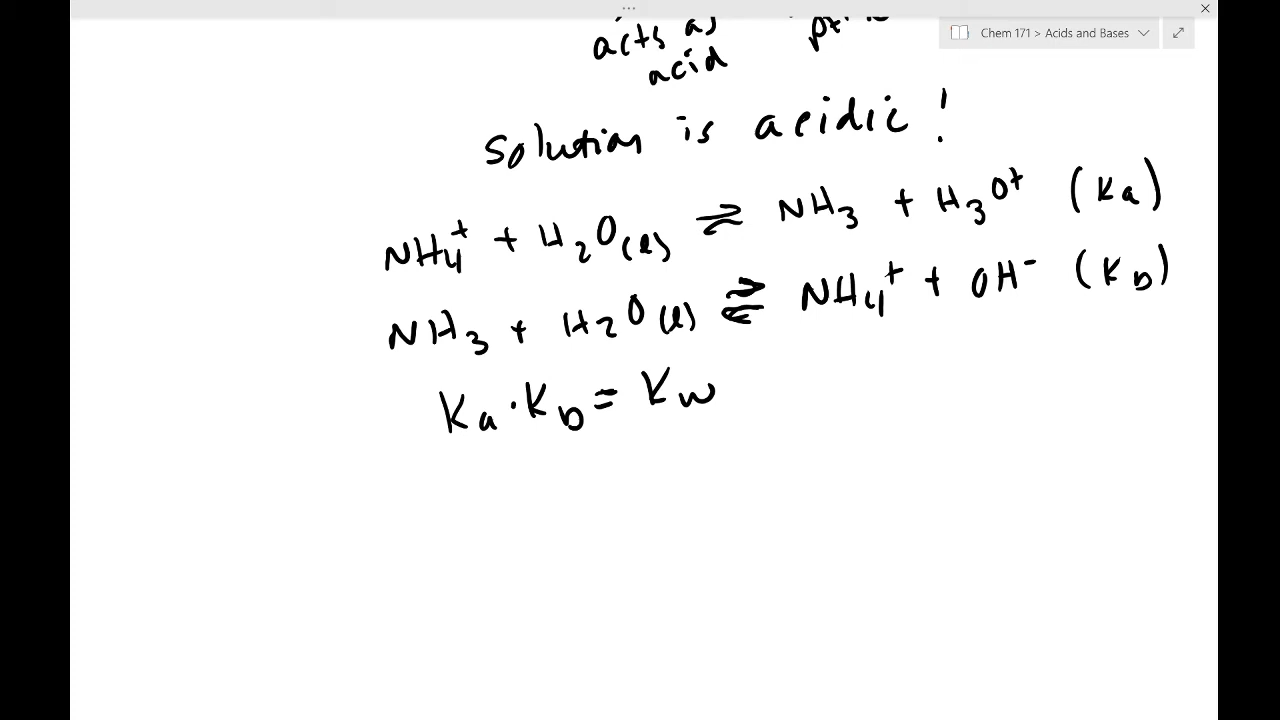 Chem 171 > Acids and Bases
acts as
acid
solution is acidic!
NH₄⁺ + H₂O(l) ⇌ NH₃ + H₃O⁺ (Ka)
NH₃ + H₂O(l) ⇌ NH₄⁺ + OH⁻ (Kb)
Ka · Kb = Kw